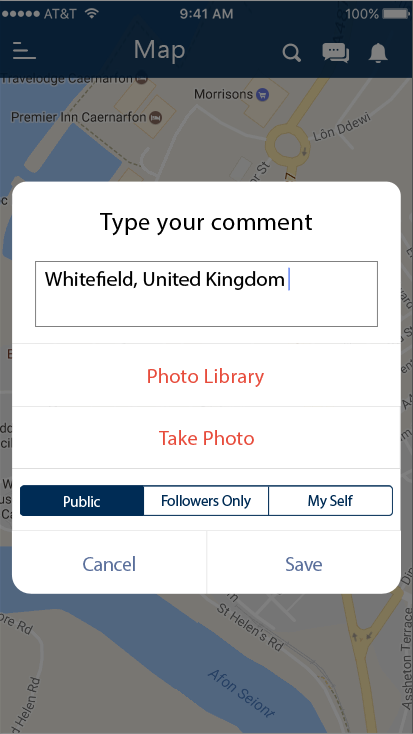 AT&T 9:41 AM 100%
Map
Travelodge Caernarfon
Morrisons
Premier Inn Caernarfon
Lôn Ddewi
Type your comment
Whitefield, United Kingdom
Photo Library
Take Photo
Public Followers Only My Self
Cancel Save
St Helen's Rd
Afon Seiont
Assheton Terrace